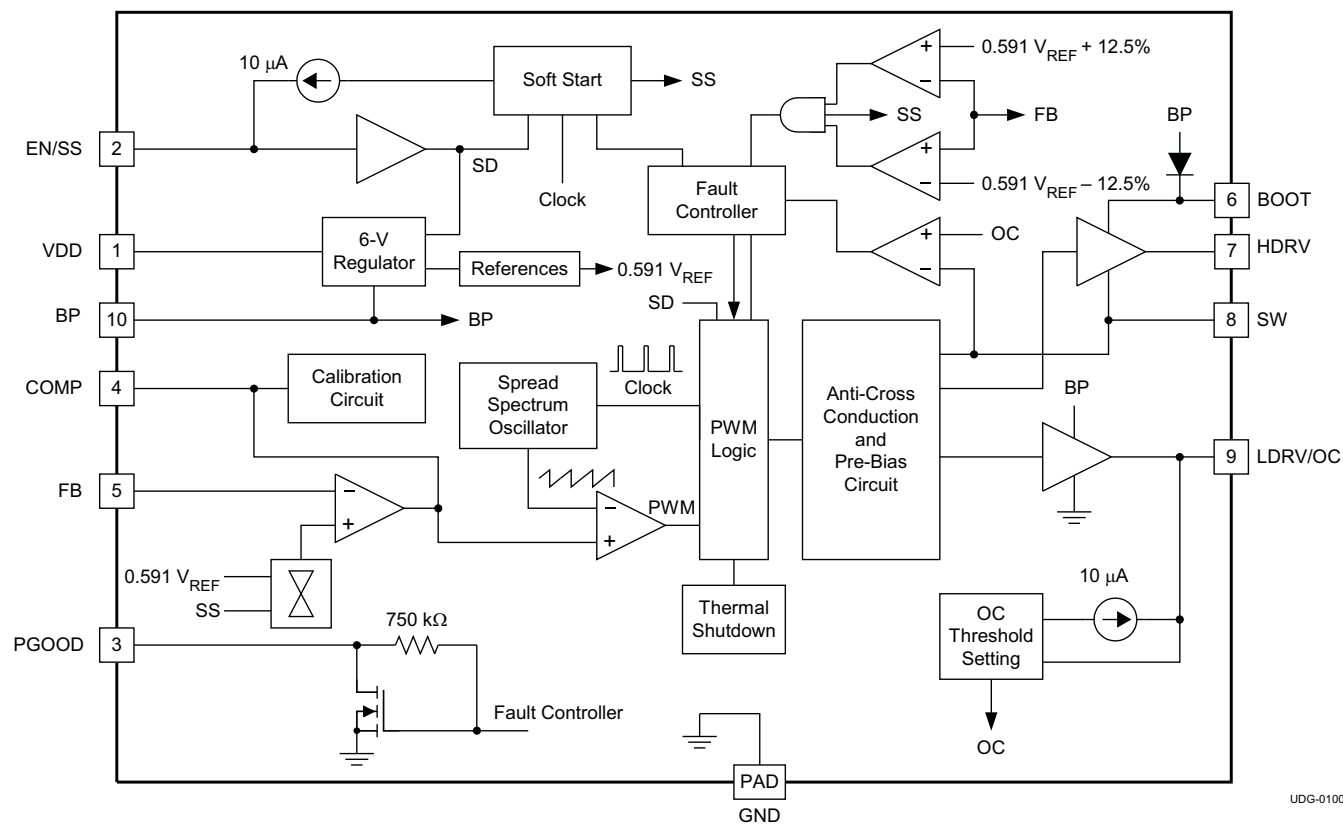 10 µA
Soft Start
SS
+
0.591 VREF + 12.5%
–
SS
FB
BP
EN/SS
2
SD
+
–
0.591 VREF – 12.5%
Clock
Fault
Controller
6
BOOT
VDD
1
6-V
Regulator
References
0.591 VREF
+
OC
–
7
HDRV
SD
BP
10
BP
8
SW
COMP
4
Calibration
Circuit
Spread
Spectrum
Oscillator
Clock
PWM
Logic
Anti-Cross
Conduction
and
Pre-Bias
Circuit
BP
9
LDRV/OC
FB
5
–
+
PWM
–
+
0.591 VREF
SS
Thermal
Shutdown
10 µA
OC
Threshold
Setting
PGOOD
3
750 kΩ
Fault Controller
OC
PAD
GND
UDG-0100